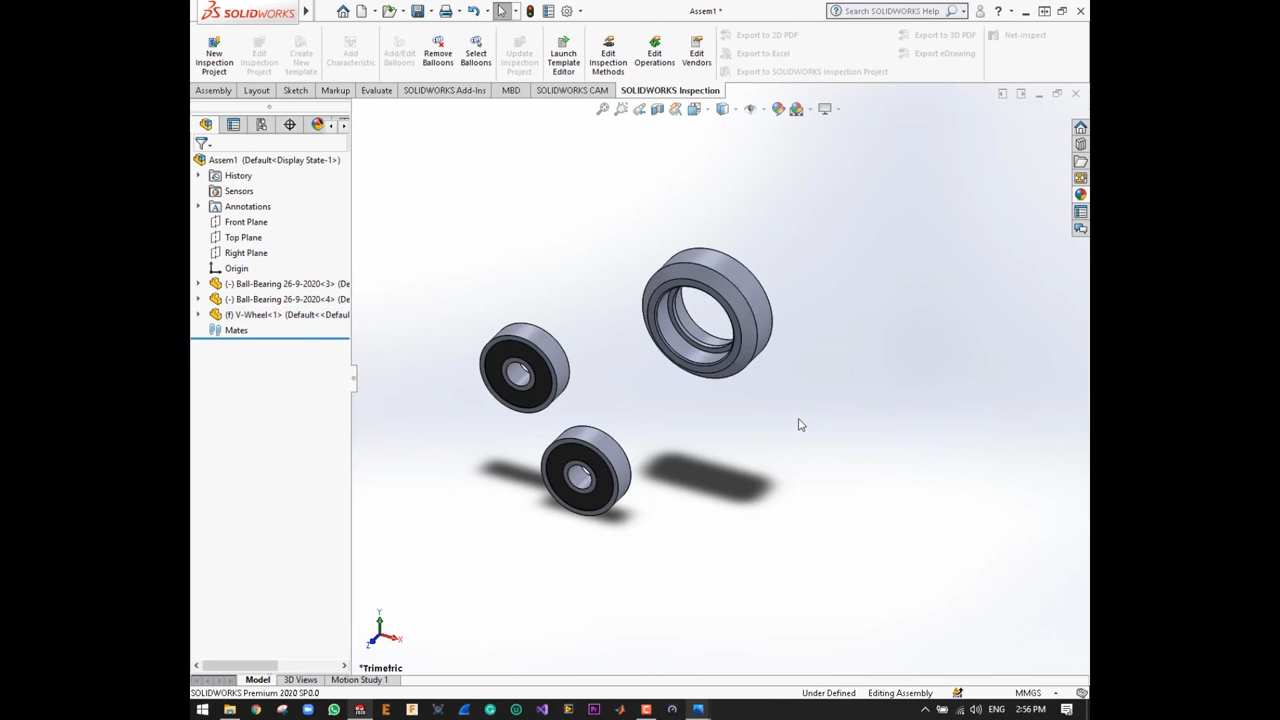 SOLIDWORKS
Assem1 *
Search SOLIDWORKS Help
New Inspection Project
Edit Inspection Project
Create New template
Add Characteristic
Add/Edit Balloons
Remove Balloons
Select Balloons
Update Inspection Project
Launch Template Editor
Edit Inspection Methods
Edit Operations
Edit Vendors
Export to 2D PDF
Export to Excel
Export to SOLIDWORKS Inspection Project
Export to 3D PDF
Export eDrawing
Net-Inspect
Assembly Layout Sketch Markup Evaluate SOLIDWORKS Add-Ins MBD SOLIDWORKS CAM SOLIDWORKS Inspection
Assem1 (Default<Display State-1>)
History
Sensors
Annotations
Front Plane
Top Plane
Right Plane
Origin
(-) Ball-Bearing 26-9-2020<3> (De
(-) Ball-Bearing 26-9-2020<4> (De
(f) V-Wheel<1> (Default<<Defaul
Mates
Y
X
Z
*Trimetric
Model 3D Views Motion Study 1
SOLIDWORKS Premium 2020 SP0.0
Under Defined Editing Assembly MMGS
ENG 2:56 PM